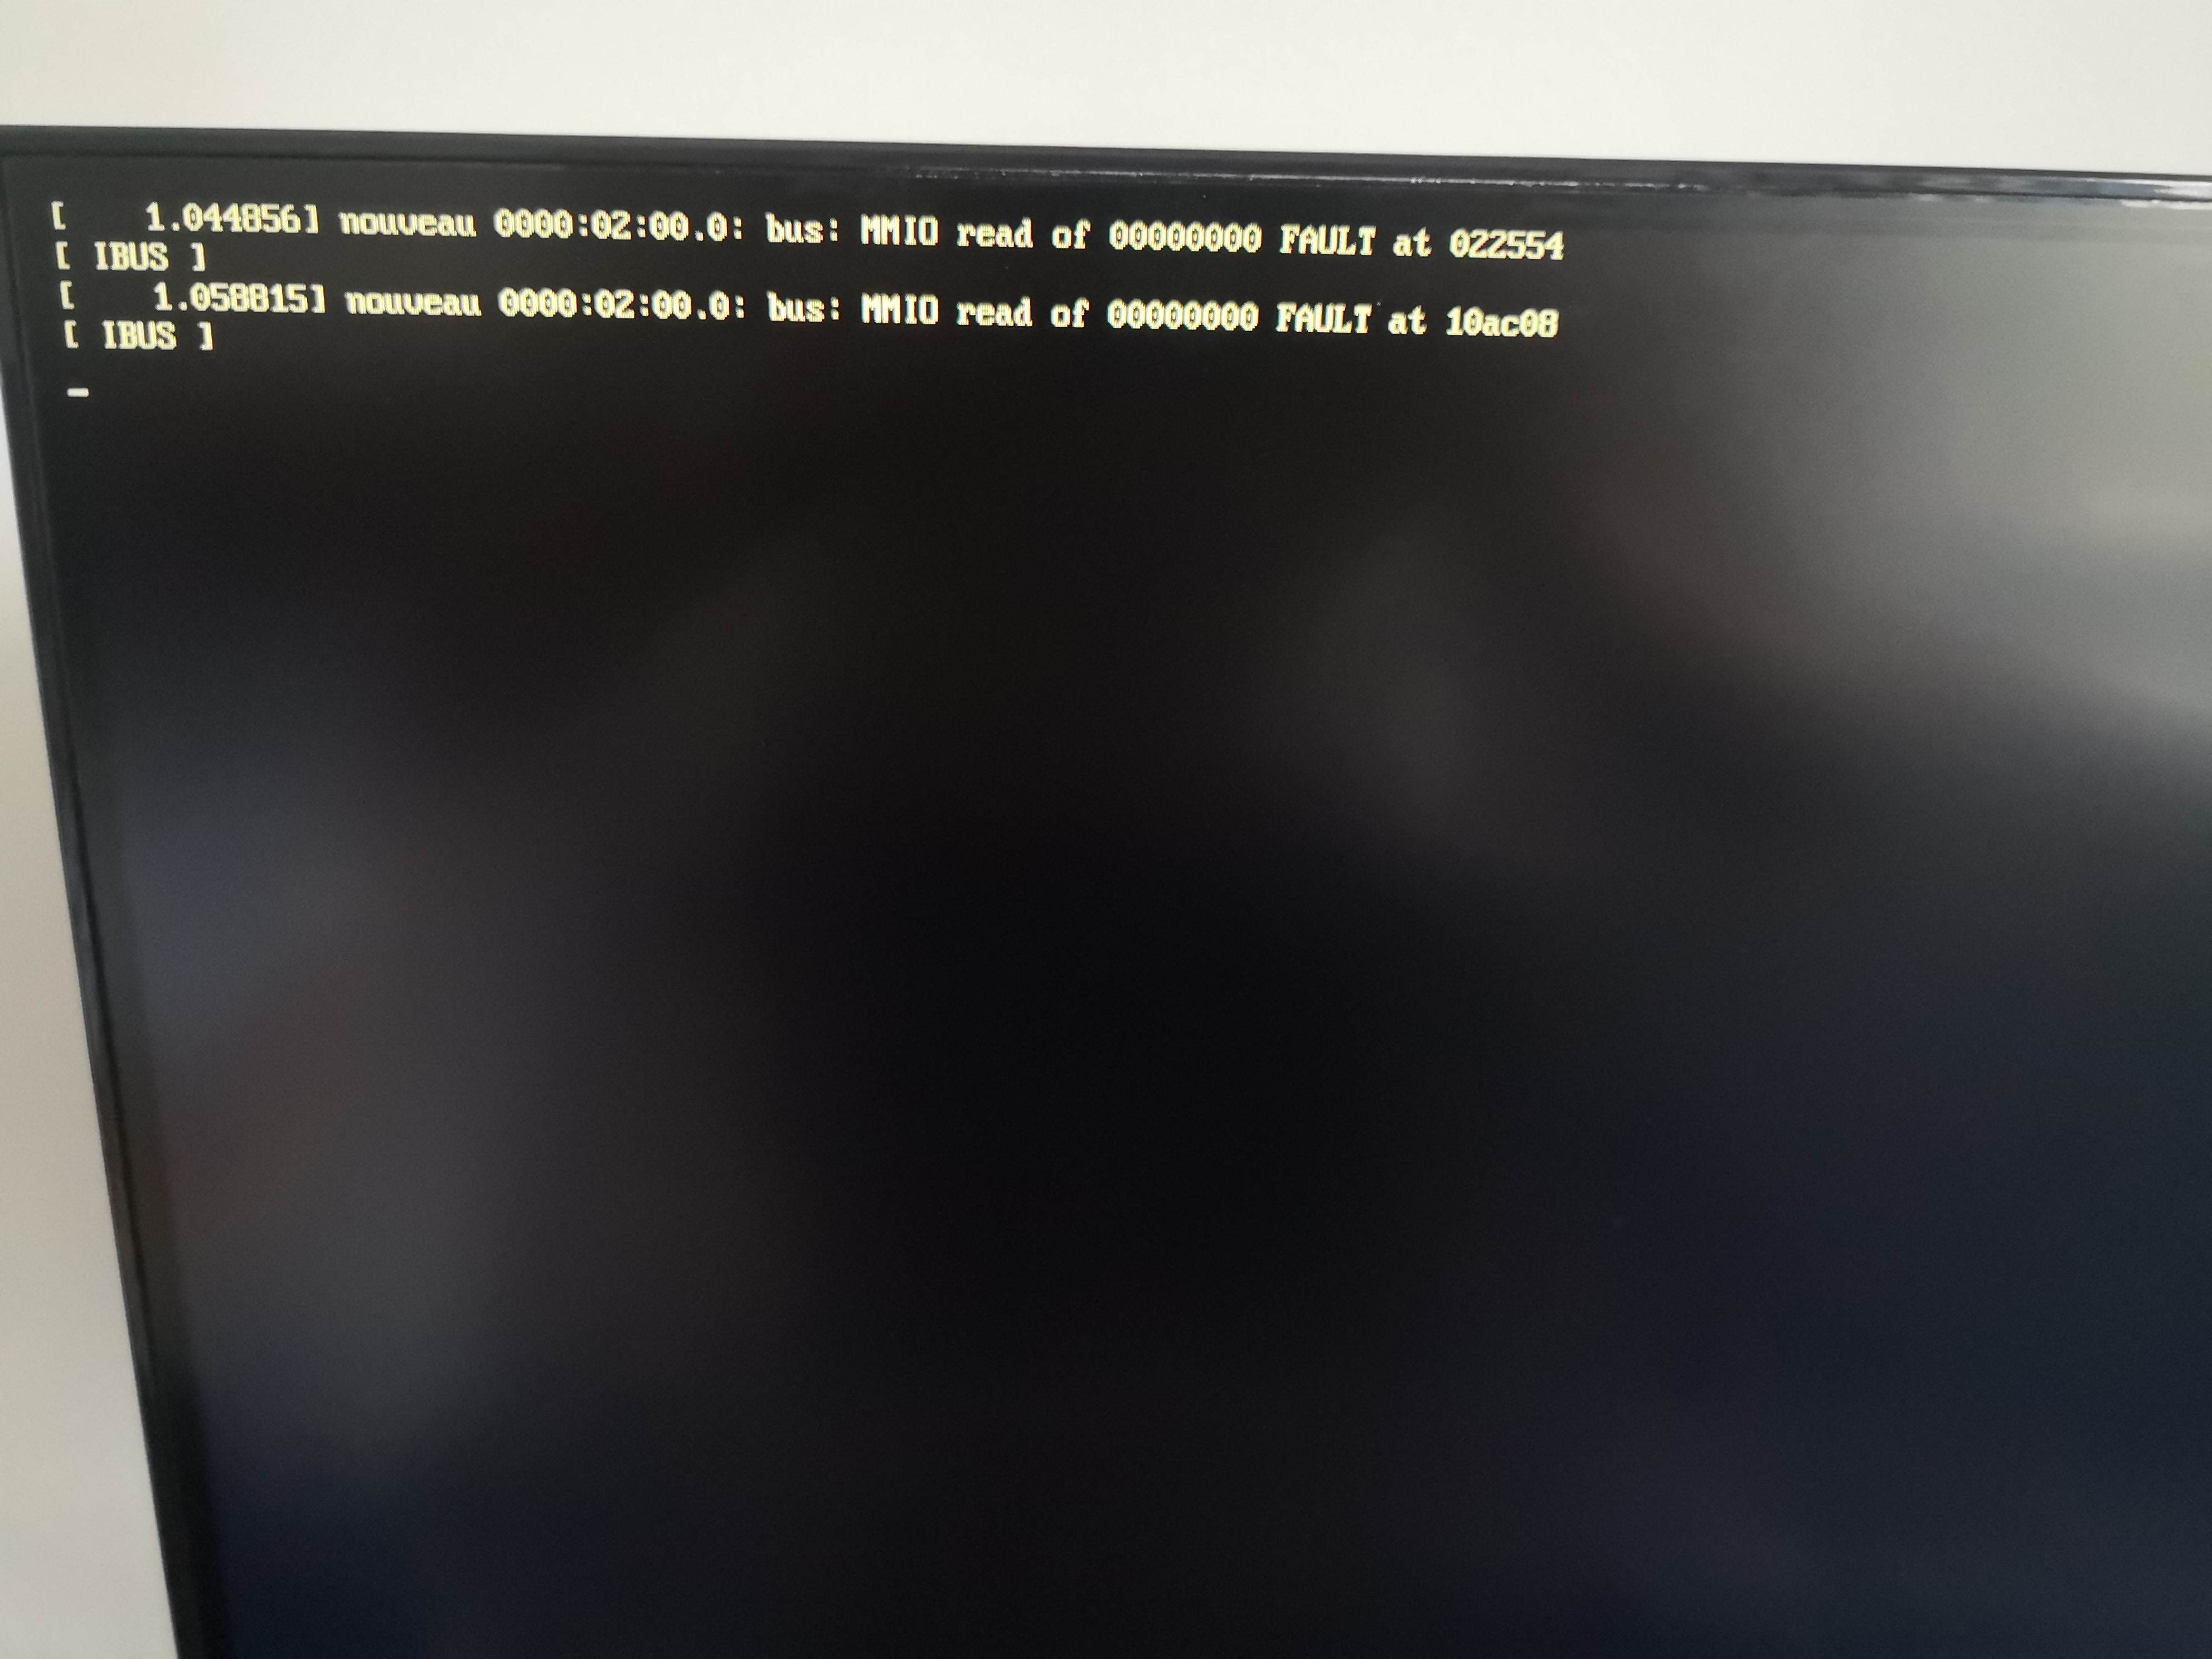 [    1.044856] nouveau 0000:02:00.0: bus: MMIO read of 00000000 FAULT at 022554
[ IBUS ]
[    1.058815] nouveau 0000:02:00.0: bus: MMIO read of 00000000 FAULT at 10ac08
[ IBUS ]
_